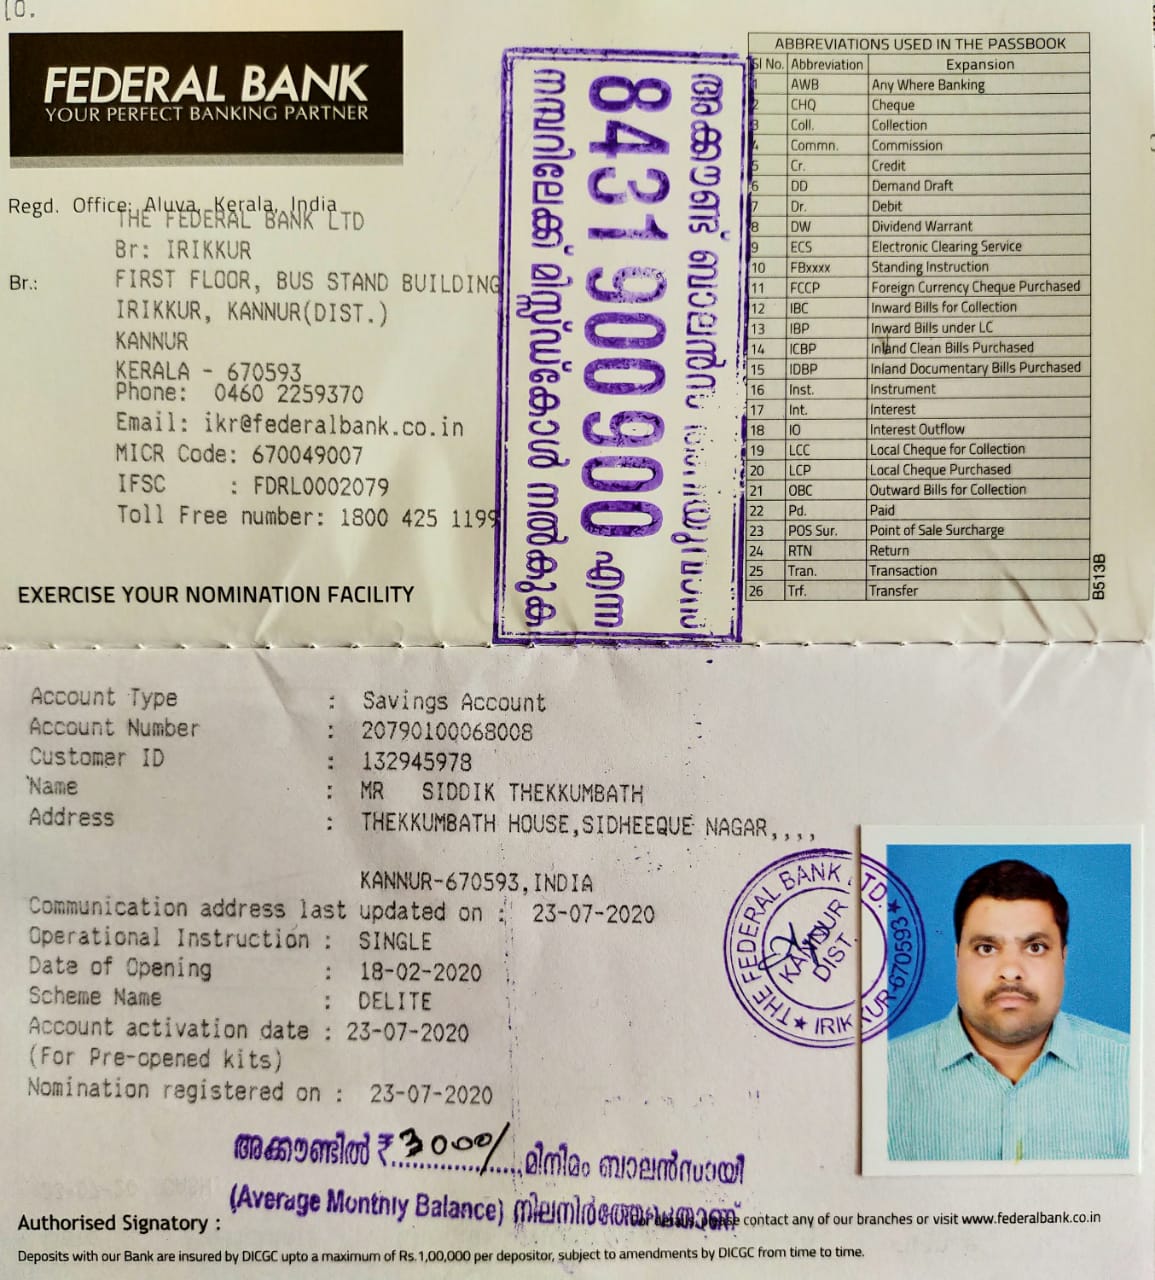 FEDERAL BANK
YOUR PERFECT BANKING PARTNER
Regd. Office: Aluva, Kerala, India
THE FEDERAL BANK LTD
Br: IRIKKUR
Br.: FIRST FLOOR, BUS STAND BUILDING
IRIKKUR, KANNUR(DIST.)
KANNUR
KERALA - 670593
Phone: 0460 2259370
Email: ikr@federalbank.co.in
MICR Code: 670049007
IFSC : FDRL0002079
Toll Free number: 1800 425 1199
EXERCISE YOUR NOMINATION FACILITY
അക്കൗണ്ട് ബാലൻസ്
8431900900 എന്ന
നമ്പറിലേക്ക് മിസ്സ്ഡ്കോൾ നൽകുക
ABBREVIATIONS USED IN THE PASSBOOK
Sl No. Abbreviation Expansion
1 AWB Any Where Banking
2 CHQ Cheque
3 Coll. Collection
4 Commn. Commission
5 Cr. Credit
6 DD Demand Draft
7 Dr. Debit
8 DW Dividend Warrant
9 ECS Electronic Clearing Service
10 FBxxxx Standing Instruction
11 FCCP Foreign Currency Cheque Purchased
12 IBC Inward Bills for Collection
13 IBP Inward Bills under LC
14 ICBP Inland Clean Bills Purchased
15 IDBP Inland Documentary Bills Purchased
16 Inst. Instrument
17 Int. Interest
18 IO Interest Outflow
19 LCC Local Cheque for Collection
20 LCP Local Cheque Purchased
21 OBC Outward Bills for Collection
22 Pd. Paid
23 POS Sur. Point of Sale Surcharge
24 RTN Return
25 Tran. Transaction
26 Trf. Transfer
B513B
Account Type : Savings Account
Account Number : 20790100068008
Customer ID : 132945978
Name : MR SIDDIK THEKKUMBATH
Address : THEKKUMBATH HOUSE,SIDHEEQUE NAGAR,,,,
KANNUR-670593,INDIA
Communication address last updated on : 23-07-2020
Operational Instruction : SINGLE
Date of Opening : 18-02-2020
Scheme Name : DELITE
Account activation date : 23-07-2020
(For Pre-opened kits)
Nomination registered on : 23-07-2020
THE FEDERAL BANK LTD. ★ IRIKKUR-670593 ★
KANNUR
DIST.
അക്കൗണ്ടിൽ ₹ 3000/ മിനിമം ബാലൻസായി
(Average Monthly Balance) നിലനിർത്തേണ്ടതാണ്
Authorised Signatory :
For details, please contact any of our branches or visit www.federalbank.co.in
Deposits with our Bank are insured by DICGC upto a maximum of Rs.1,00,000 per depositor, subject to amendments by DICGC from time to time.